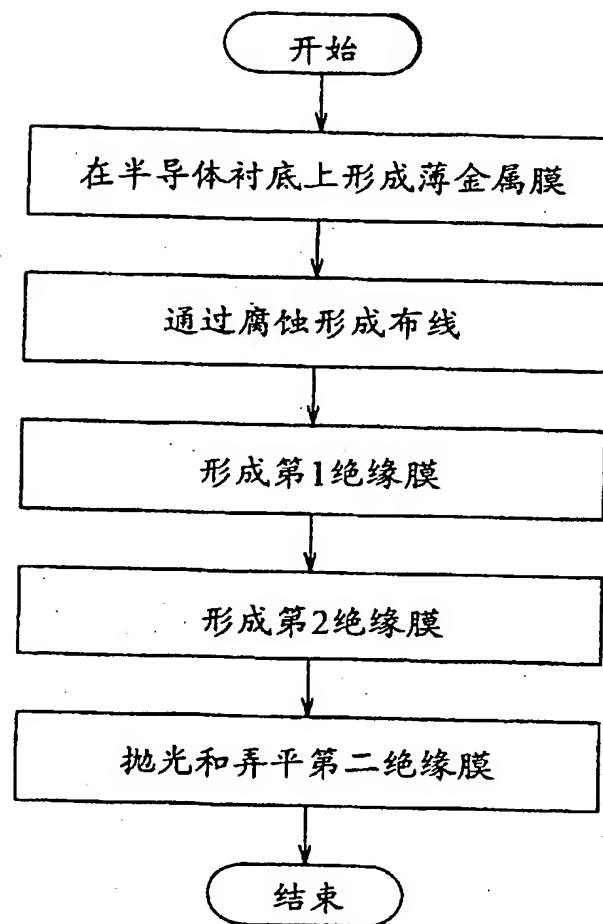 开始
在半导体衬底上形成薄金属膜
通过腐蚀形成布线
形成第1绝缘膜
形成第2绝缘膜
抛光和弄平第二绝缘膜
结束